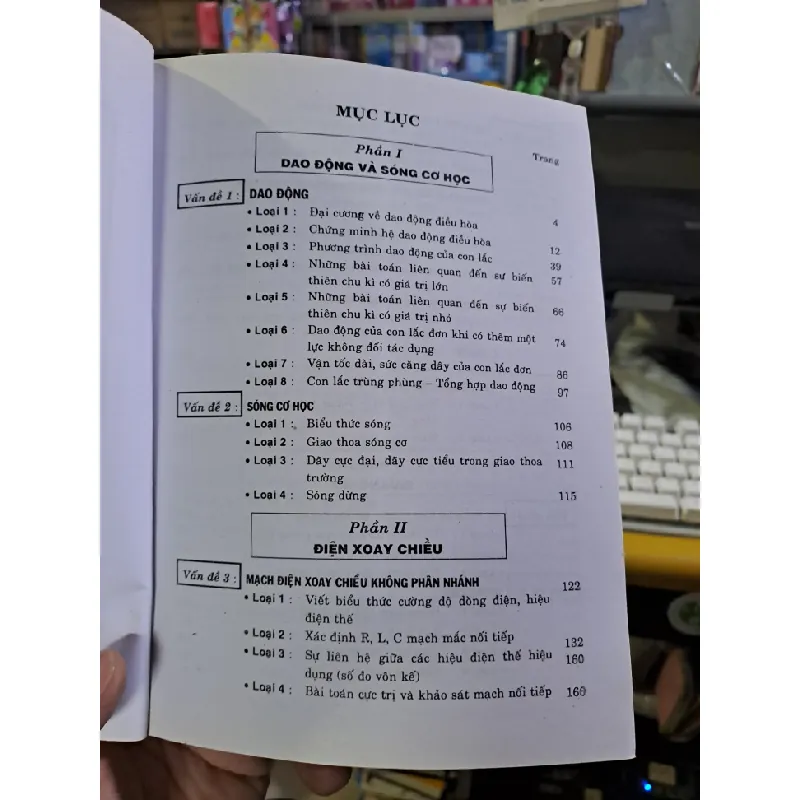 MỤC LỤC
Phần I
DAO ĐỘNG VÀ SÓNG CƠ HỌC
Trang
Vấn đề 1 : DAO ĐỘNG
• Loại 1 : Đại cương về dao động điều hòa 4
• Loại 2 : Chứng minh hệ dao động điều hòa 12
• Loại 3 : Phương trình dao động của con lắc 39
• Loại 4 : Những bài toán liên quan đến sự biến 57
thiên chu kì có giá trị lớn
• Loại 5 : Những bài toán liên quan đến sự biến 66
thiên chu kì có giá trị nhỏ
• Loại 6 : Dao động của con lắc đơn khi có thêm một 74
lực không đổi tác dụng
• Loại 7 : Vận tốc dài, sức căng dây của con lắc đơn 86
• Loại 8 : Con lắc trùng phùng – Tổng hợp dao động 97
Vấn đề 2 : SÓNG CƠ HỌC
• Loại 1 : Biểu thức sóng 106
• Loại 2 : Giao thoa sóng cơ 108
• Loại 3 : Dãy cực đại, dãy cực tiểu trong giao thoa 111
trường
• Loại 4 : Sóng dừng 115
Phần II
ĐIỆN XOAY CHIỀU
Vấn đề 3 : MẠCH ĐIỆN XOAY CHIỀU KHÔNG PHÂN NHÁNH
• Loại 1 : Viết biểu thức cường độ dòng điện, hiệu 122
điện thế
• Loại 2 : Xác định R, L, C mạch mắc nối tiếp 132
• Loại 3 : Sự liên hệ giữa các hiệu điện thế hiệu 160
dụng (số đo vôn kế)
• Loại 4 : Bài toán cực trị và khảo sát mạch nối tiếp 160